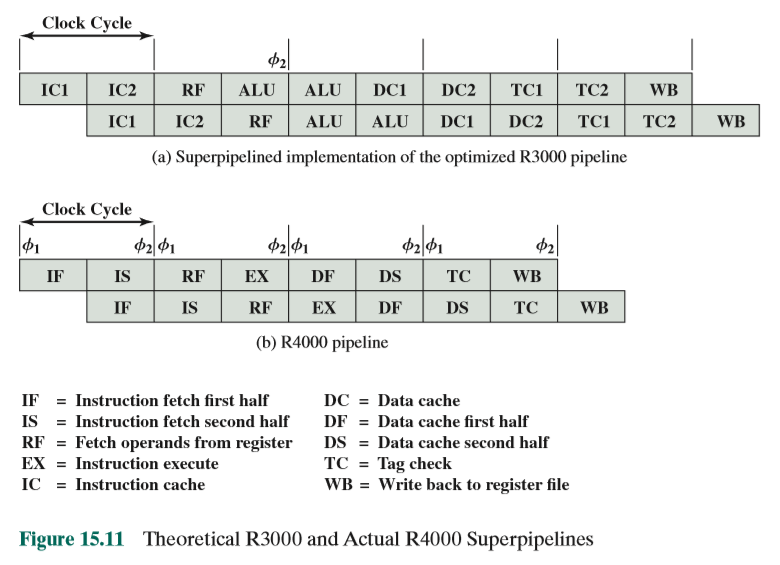 Clock Cycle
ϕ2
IC1 IC2 RF ALU ALU DC1 DC2 TC1 TC2 WB
IC1 IC2 RF ALU ALU DC1 DC2 TC1 TC2 WB
(a) Superpipelined implementation of the optimized R3000 pipeline
Clock Cycle
ϕ1 ϕ2 ϕ1 ϕ2 ϕ1 ϕ2 ϕ1 ϕ2
IF IS RF EX DF DS TC WB
IF IS RF EX DF DS TC WB
(b) R4000 pipeline
IF = Instruction fetch first half
IS = Instruction fetch second half
RF = Fetch operands from register
EX = Instruction execute
IC = Instruction cache
DC = Data cache
DF = Data cache first half
DS = Data cache second half
TC = Tag check
WB = Write back to register file
Figure 15.11 Theoretical R3000 and Actual R4000 Superpipelines